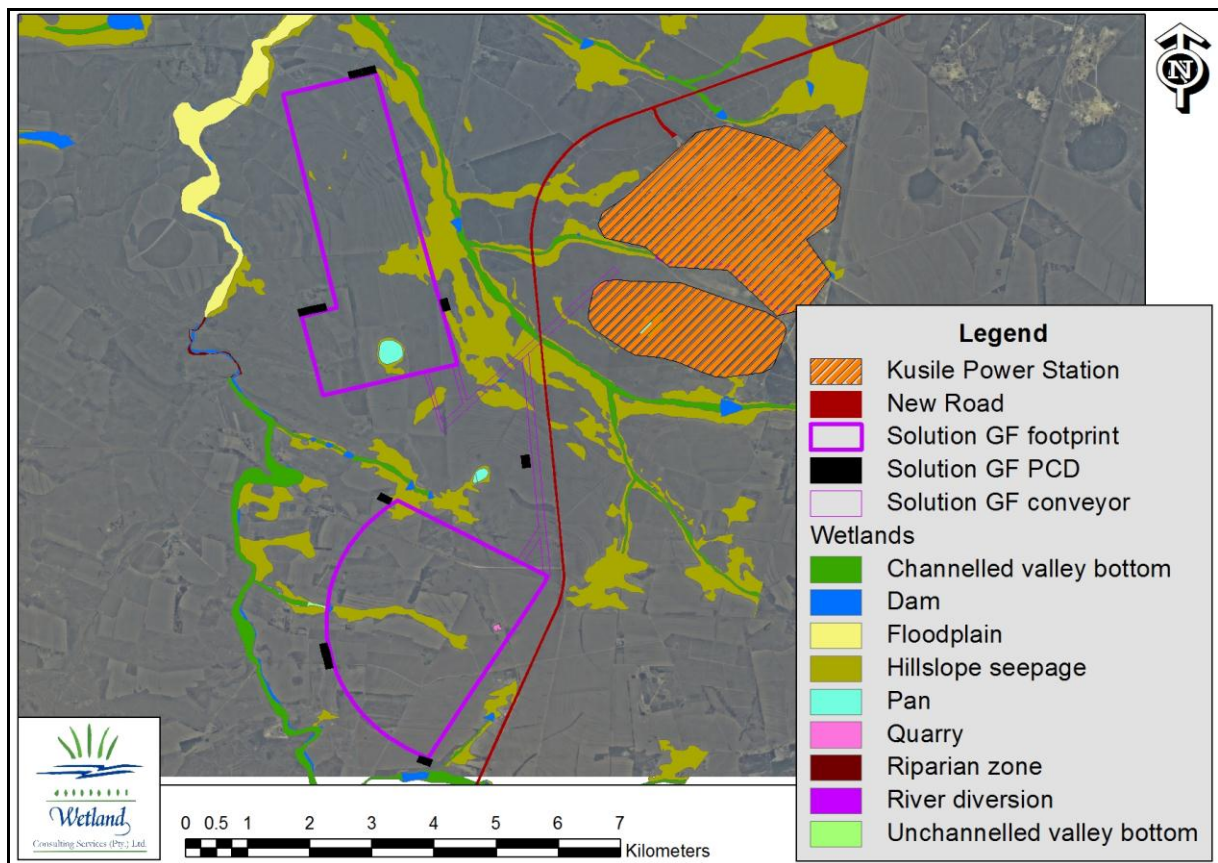 N
Legend
Kusile Power Station
New Road
Solution GF footprint
Solution GF PCD
Solution GF conveyor
Wetlands
Channelled valley bottom
Dam
Floodplain
Hillslope seepage
Pan
Quarry
Riparian zone
River diversion
Unchannelled valley bottom
Wetland
Consulting Services (Pty.) Ltd.
0 0.5 1 2 3 4 5 6 7
Kilometers